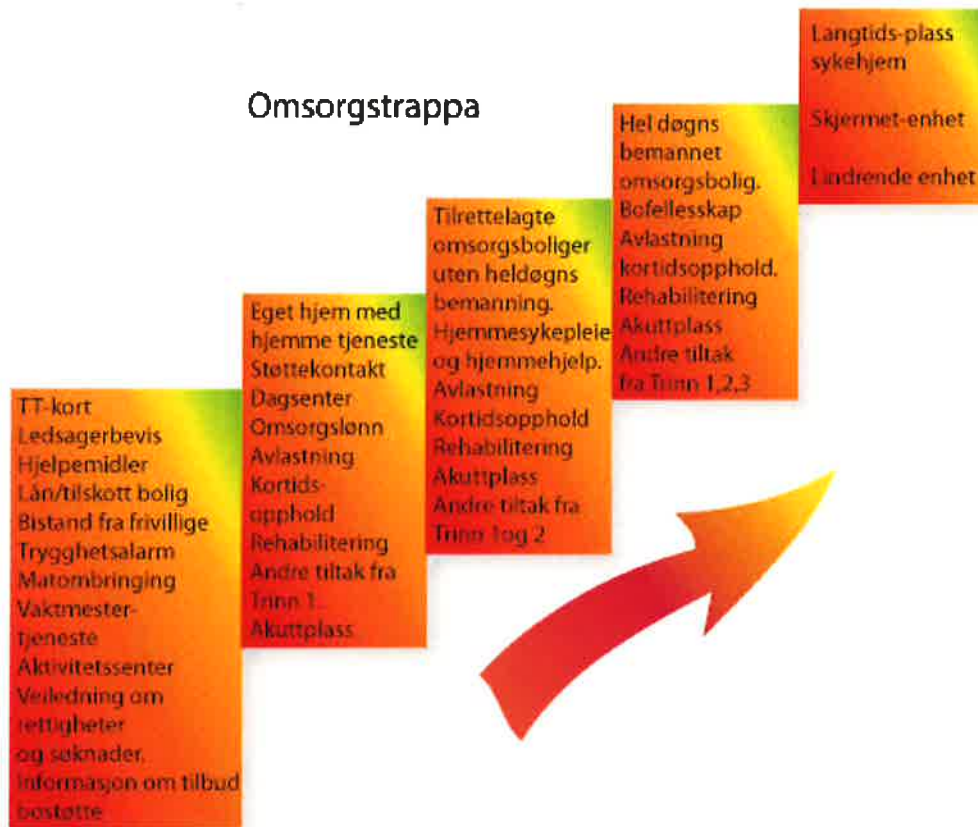 Omsorgstrappa
TT-kort
Ledsagerbevis
Hjelpemidler
Lån/tilskott bolig
Bistand fra frivillige
Trygghetsalarm
Matombringing
Vaktmester-
tjeneste
Aktivitetssenter
Veiledning om
rettigheter
og søknader.
Informasjon om tilbud
bostøtte
Eget hjem med
hjemme tjeneste
Støttekontakt
Dagsenter
Omsorgslønn
Avlastning
Kortids-
opphold
Rehabilitering
Andre tiltak fra
Trinn 1.
Akuttplass
Tilrettelagte
omsorgsboliger
uten heldøgns
bemanning.
Hjemmesykepleie
og hjemmehjelp.
Avlastning
Kortidsopphold
Rehabilitering
Akuttplass
Andre tiltak fra
Trinn 1og 2
Hel døgns
bemannet
omsorgsbolig.
Bofellesskap
Avlastning
kortidsopphold.
Rehabilitering
Akuttplass
Andre tiltak
fra Trinn 1,2,3
Langtids-plass
sykehjem
Skjermet-enhet
Lindrende enhet